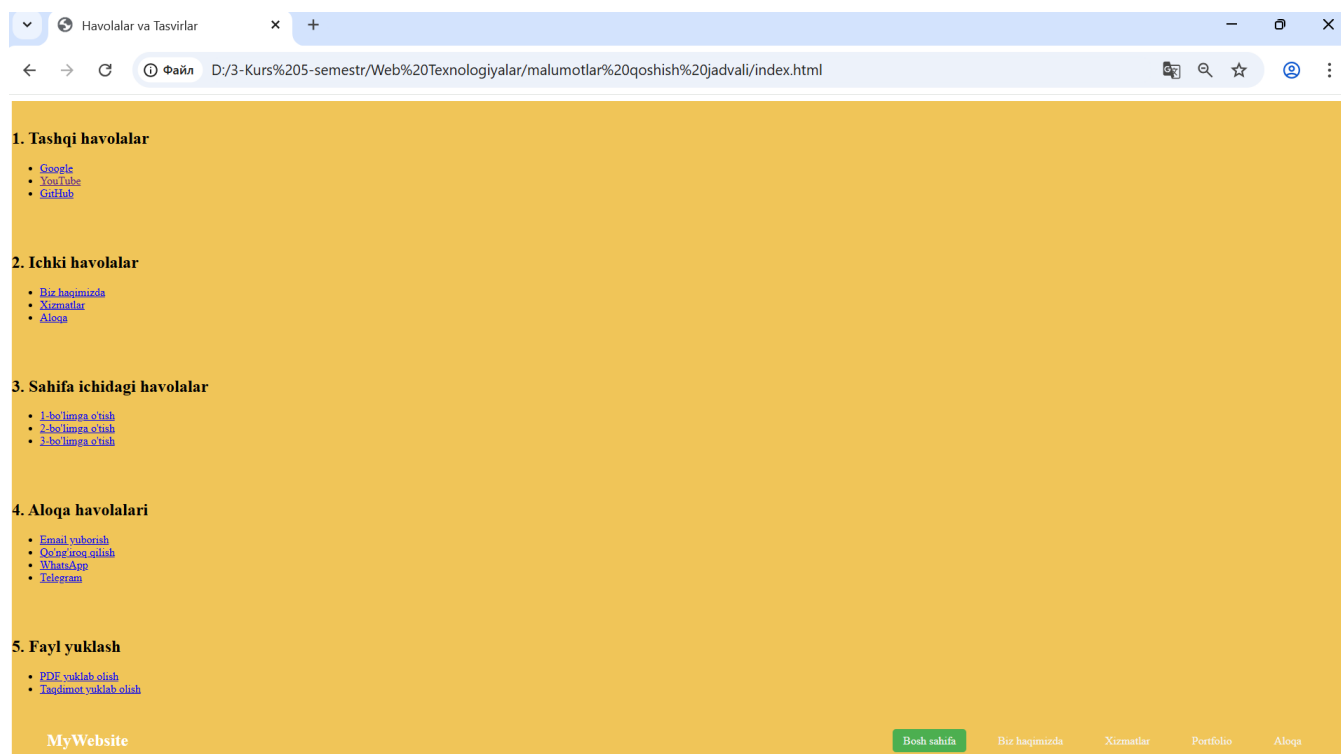 Havolalar va Tasvirlar
Файл D:/3-Kurs%205-semestr/Web%20Texnologiyalar/malumotlar%20qoshish%20jadvali/index.html
1. Tashqi havolalar
Google
YouTube
GitHub
2. Ichki havolalar
Biz haqimizda
Xizmatlar
Aloqa
3. Sahifa ichidagi havolalar
1-bo'limga o'tish
2-bo'limga o'tish
3-bo'limga o'tish
4. Aloqa havolalari
Email yuborish
Qo'ng'iroq qilish
WhatsApp
Telegram
5. Fayl yuklash
PDF yuklab olish
Taqdimot yuklab olish
MyWebsite Bosh sahifa Biz haqimizda Xizmatlar Portfolio Aloqa